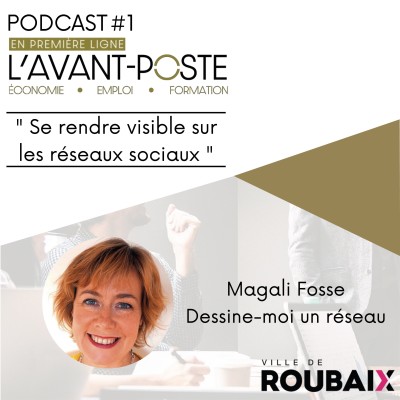 PODCAST #1
EN PREMIÈRE LIGNE
L'AVANT-POSTE
ÉCONOMIE • EMPLOI • FORMATION
" Se rendre visible sur
les réseaux sociaux "
Magali Fosse
Dessine-moi un réseau
VILLE DE
ROUBAIX